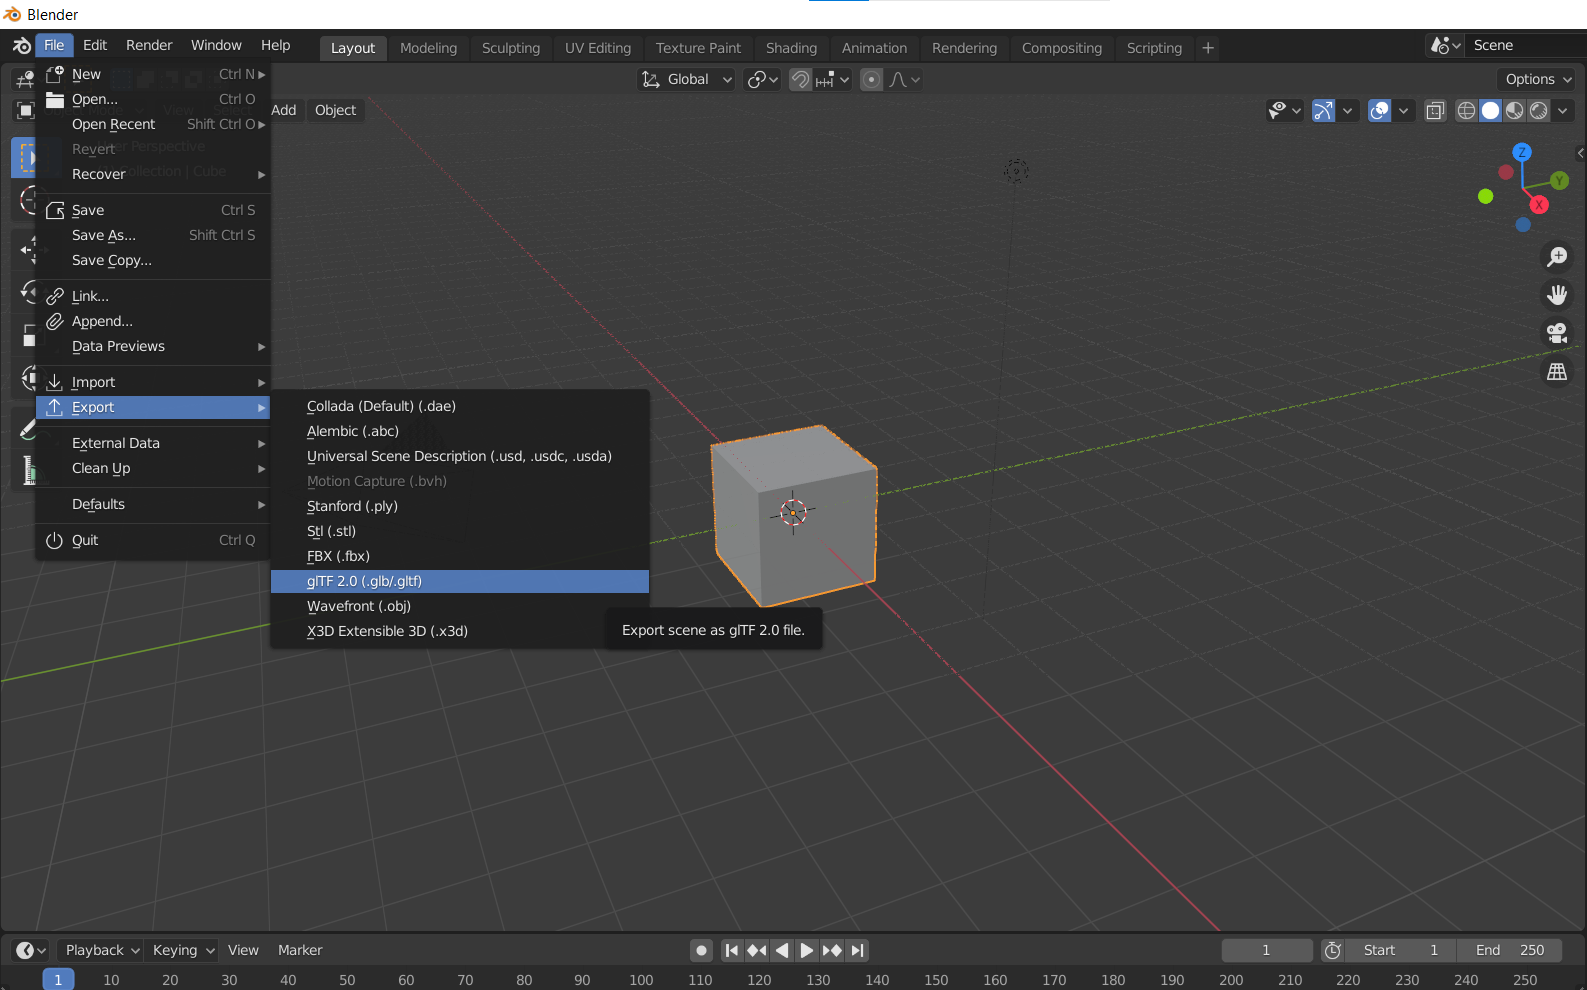 Blender
File Edit Render Window Help Layout Modeling Sculpting UV Editing Texture Paint Shading Animation Rendering Compositing Scripting + Scene
Global Options
View Select Add Object
New Ctrl N
Open... Ctrl O
Open Recent Shift Ctrl O
Revert
Recover
Save Ctrl S
Save As... Shift Ctrl S
Save Copy...
Link...
Append...
Data Previews
Import
Export
External Data
Clean Up
Defaults
Quit Ctrl Q
Perspective
Collection | Cube
Collada (Default) (.dae)
Alembic (.abc)
Universal Scene Description (.usd, .usdc, .usda)
Motion Capture (.bvh)
Stanford (.ply)
Stl (.stl)
FBX (.fbx)
glTF 2.0 (.glb/.gltf)
Wavefront (.obj)
X3D Extensible 3D (.x3d)
Export scene as glTF 2.0 file.
Z
Y
X
Playback Keying View Marker 1 Start 1 End 250
1 10 20 30 40 50 60 70 80 90 100 110 120 130 140 150 160 170 180 190 200 210 220 230 240 250